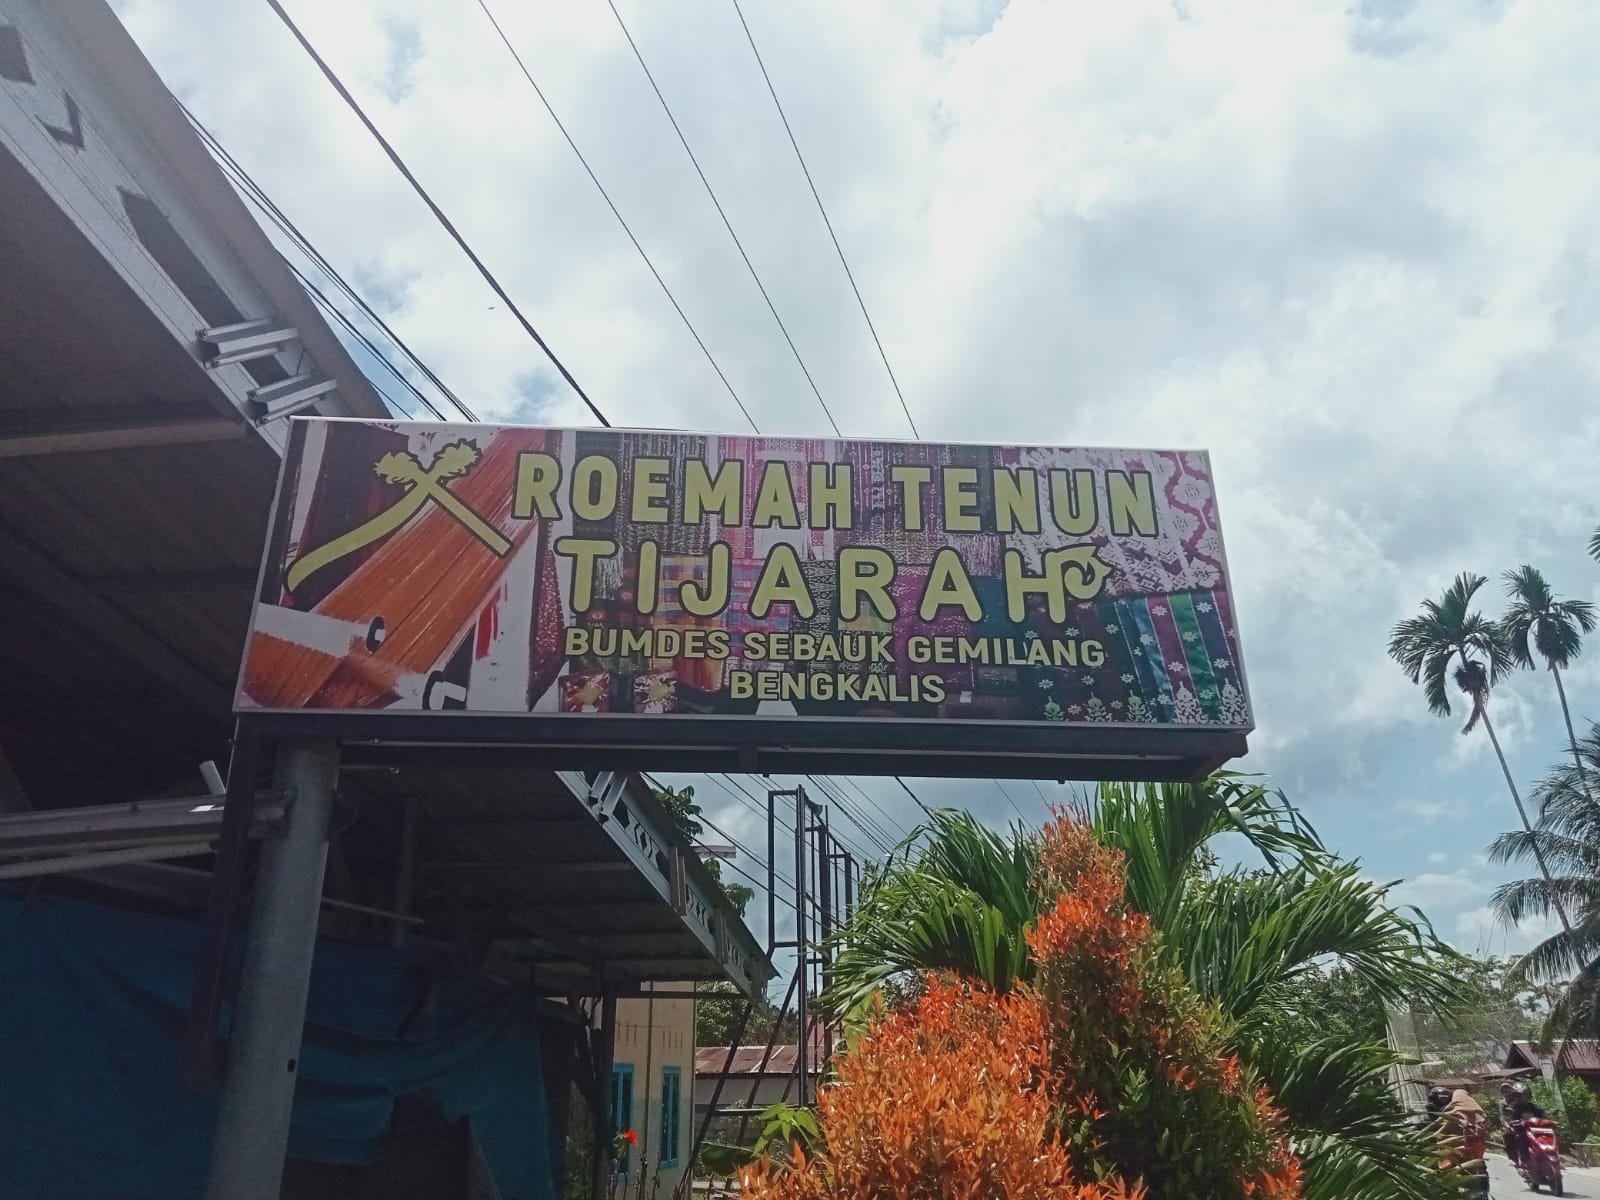 ROEMAH TENUN
TIJARAH
BUMDES SEBAUK GEMILANG
BENGKALIS